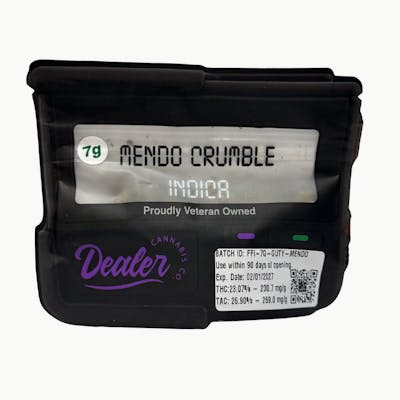 7g
MENDO CRUMBLE
INDICA
Proudly Veteran Owned
Dealer
CANNABIS CO
BATCH ID: FFI-7G-GUTY-MENDO
Use within 90 days of opening
Exp. Date: 02/01/2027
THC:23.07% - 230.7 mg/g
TAC: 26.90% - 269.0 mg/g